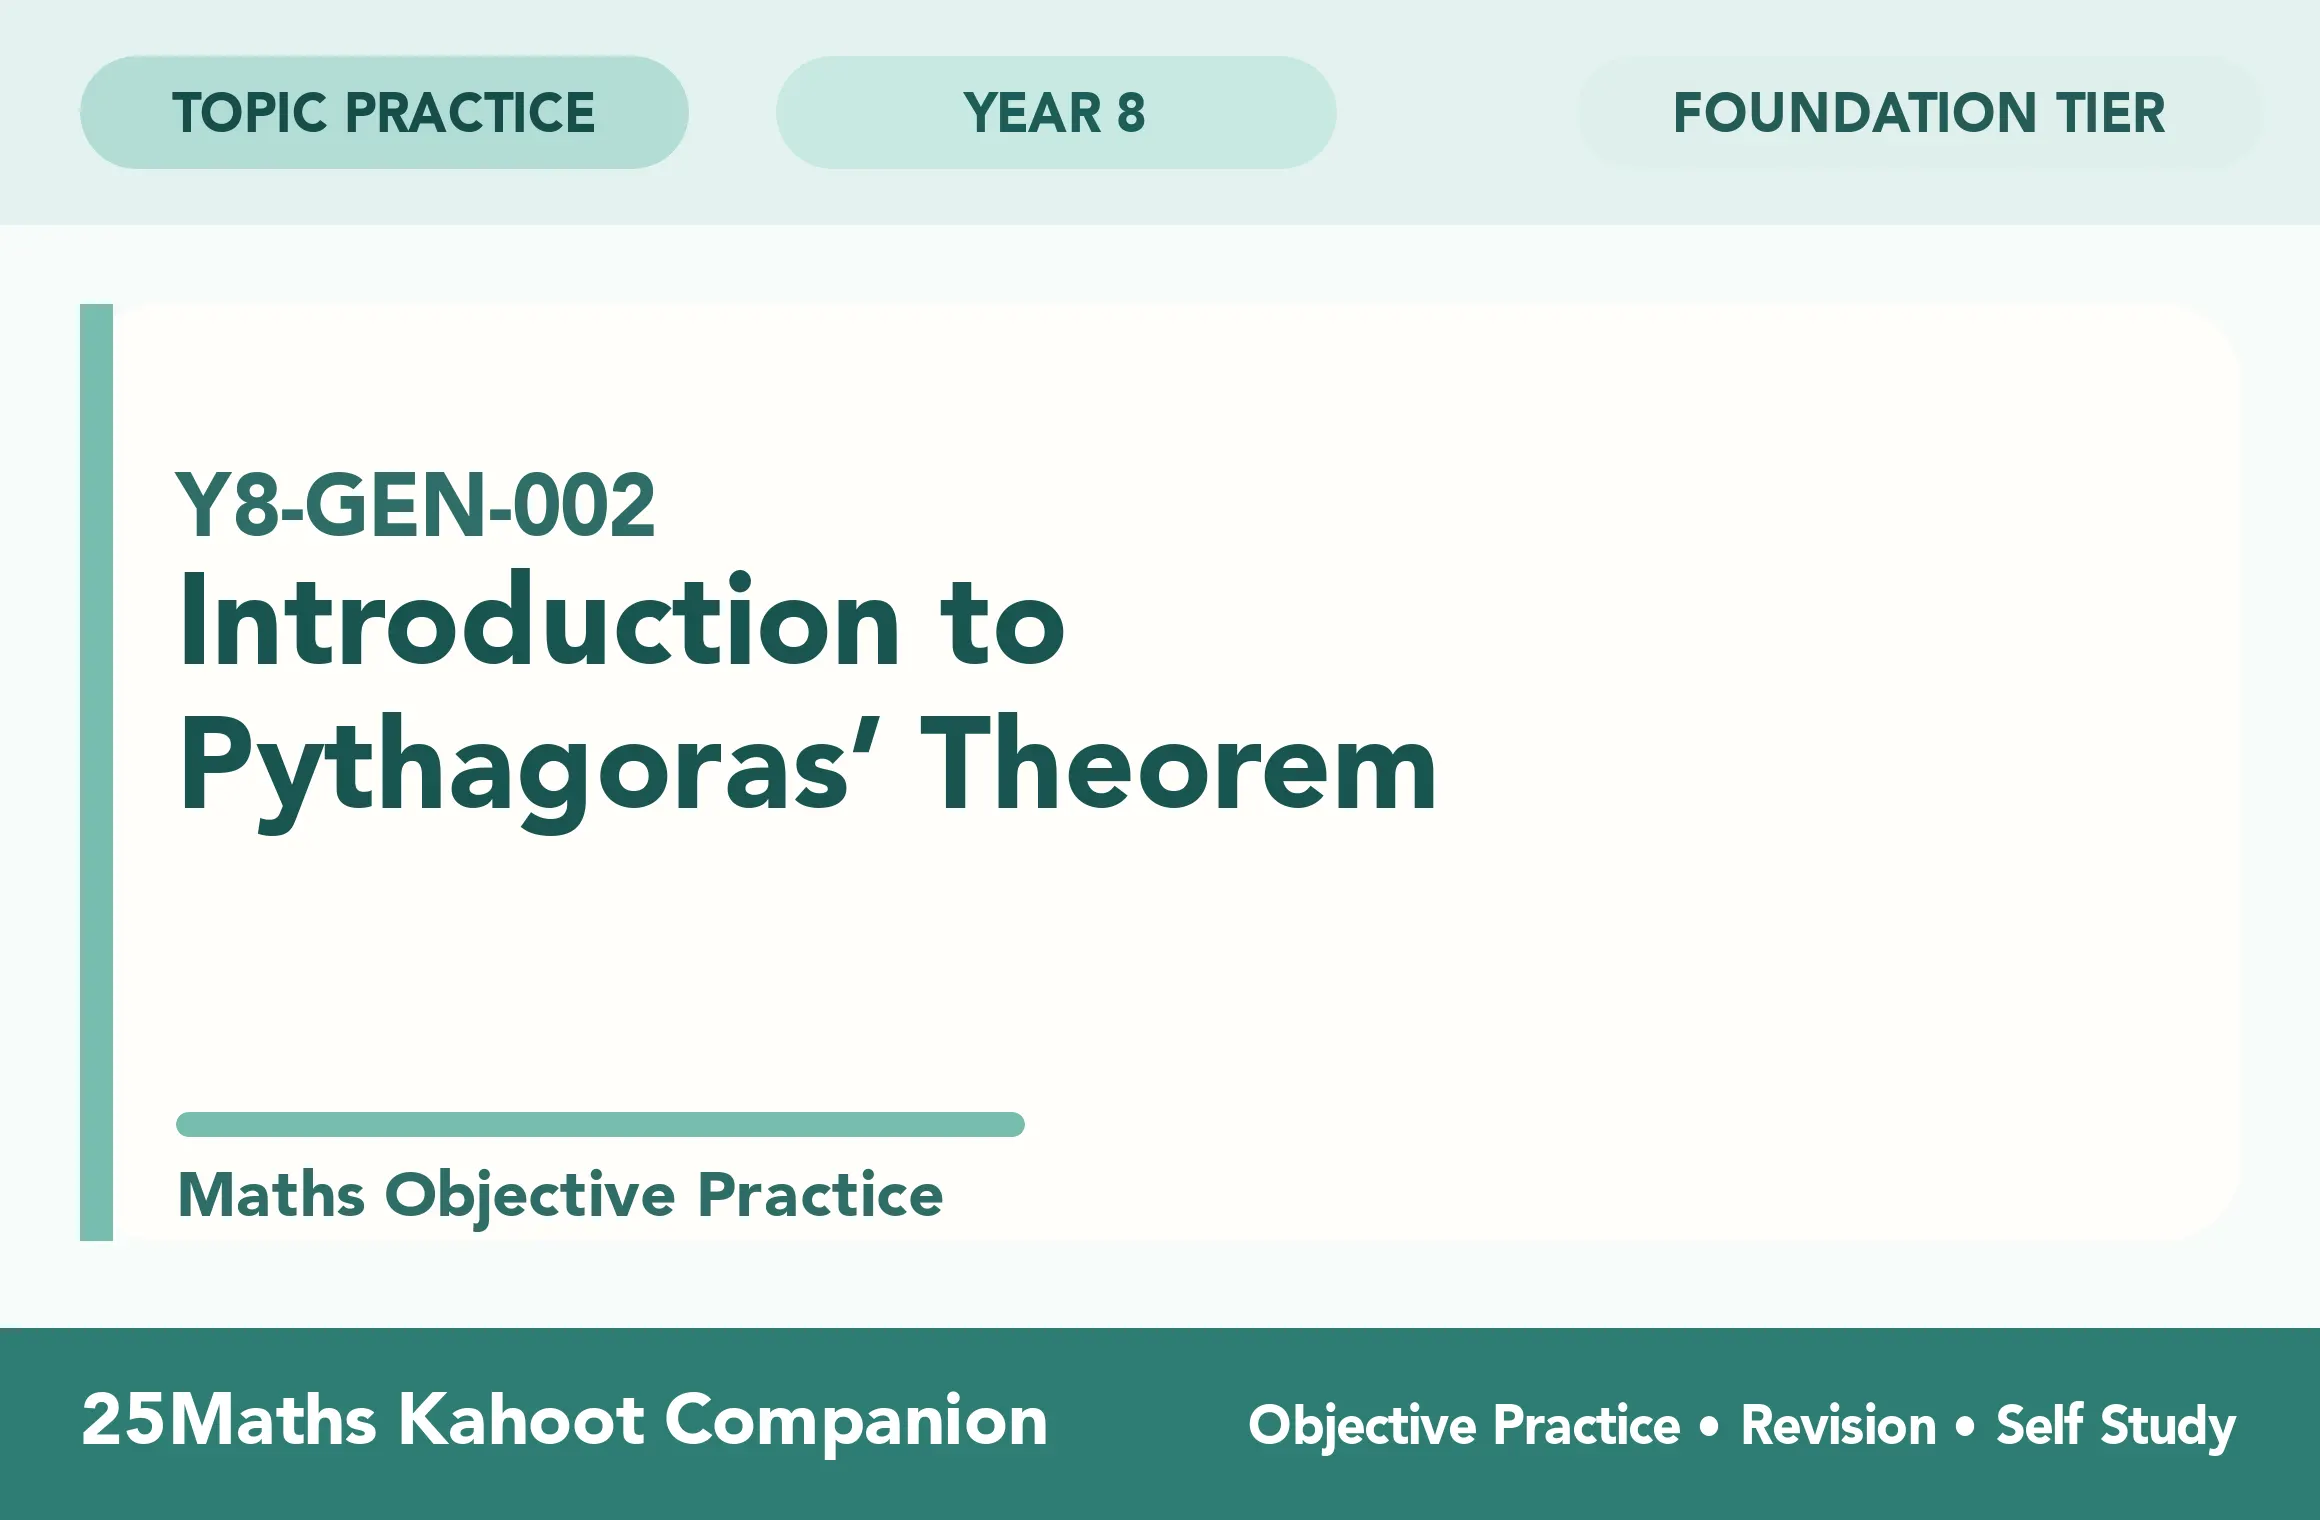 TOPIC PRACTICE
YEAR 8
FOUNDATION TIER
Y8-GEN-002
Introduction to
Pythagoras’ Theorem
Maths Objective Practice
25Maths Kahoot Companion
Objective Practice • Revision • Self Study